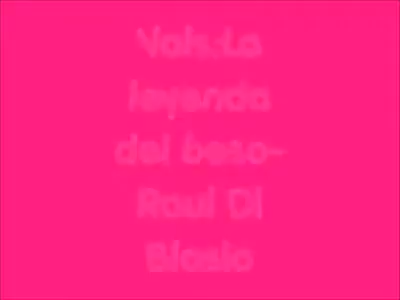 Vals:La
leyenda
del beso-
Raul Di
Blasio